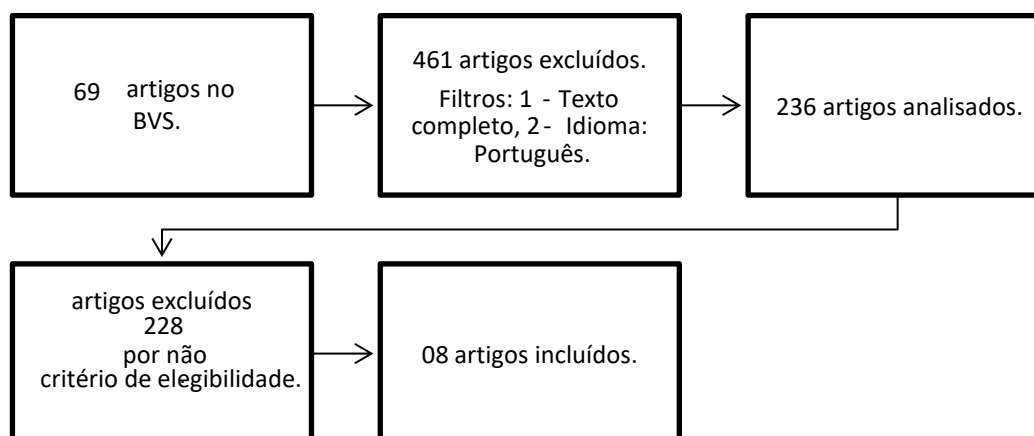 69 artigos no
BVS.
461 artigos excluídos.
Filtros: 1 - Texto
completo, 2 - Idioma:
Português.
236 artigos analisados.
artigos excluídos
228
por não
critério de elegibilidade.
08 artigos incluídos.